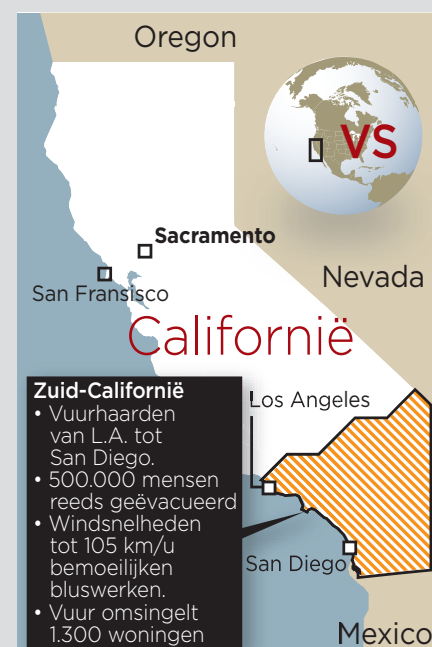 Oregon
VS
Sacramento
San Fransisco
Nevada
Californië
Los Angeles
Zuid-Californië
• Vuurhaarden
van L.A. tot
San Diego.
• 500.000 mensen
reeds geëvacueerd
• Windsnelheden
tot 105 km/u
bemoeilijken
bluswerken.
• Vuur omsingelt
1.300 woningen
San Diego
Mexico